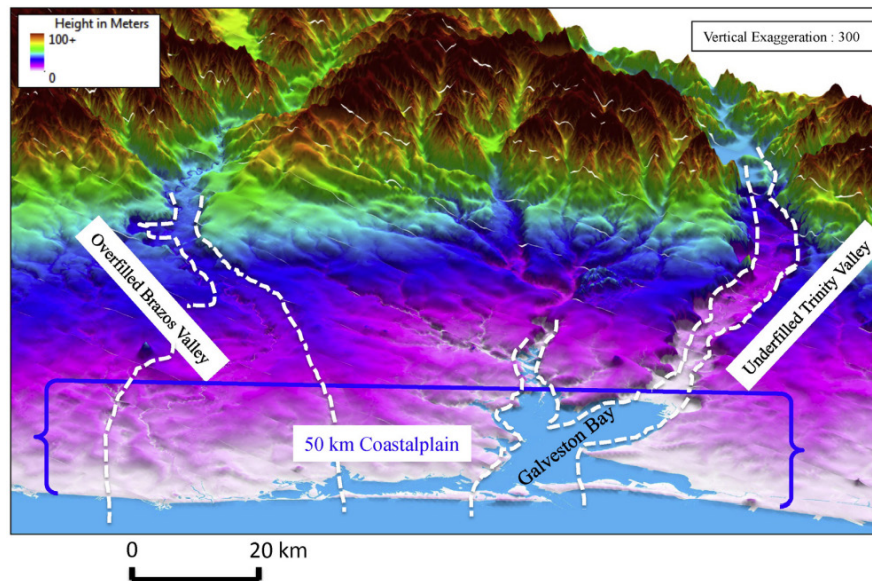 Height in Meters
100+
0
Vertical Exaggeration : 300
Overfilled Brazos Valley
Underfilled Trinity Valley
50 km Coastalplain
Galveston Bay
0 20 km